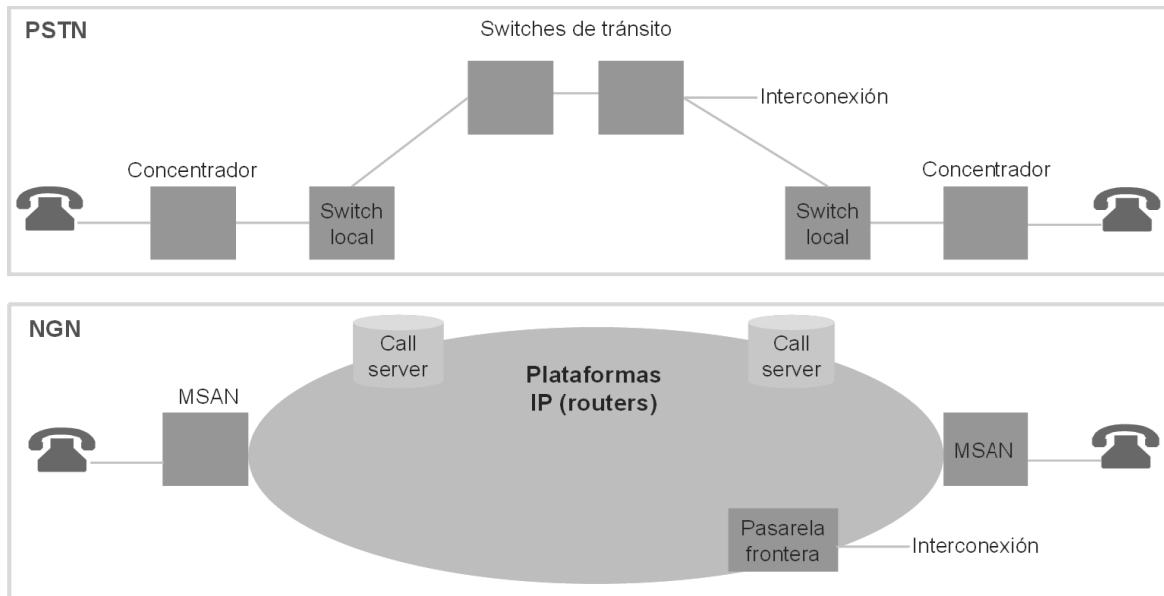 PSTN
Switches de tránsito
Interconexión
Concentrador
Concentrador
Switch
local
Switch
local
NGN
Call
server
Call
server
Plataformas
IP (routers)
MSAN
MSAN
Pasarela
frontera
Interconexión